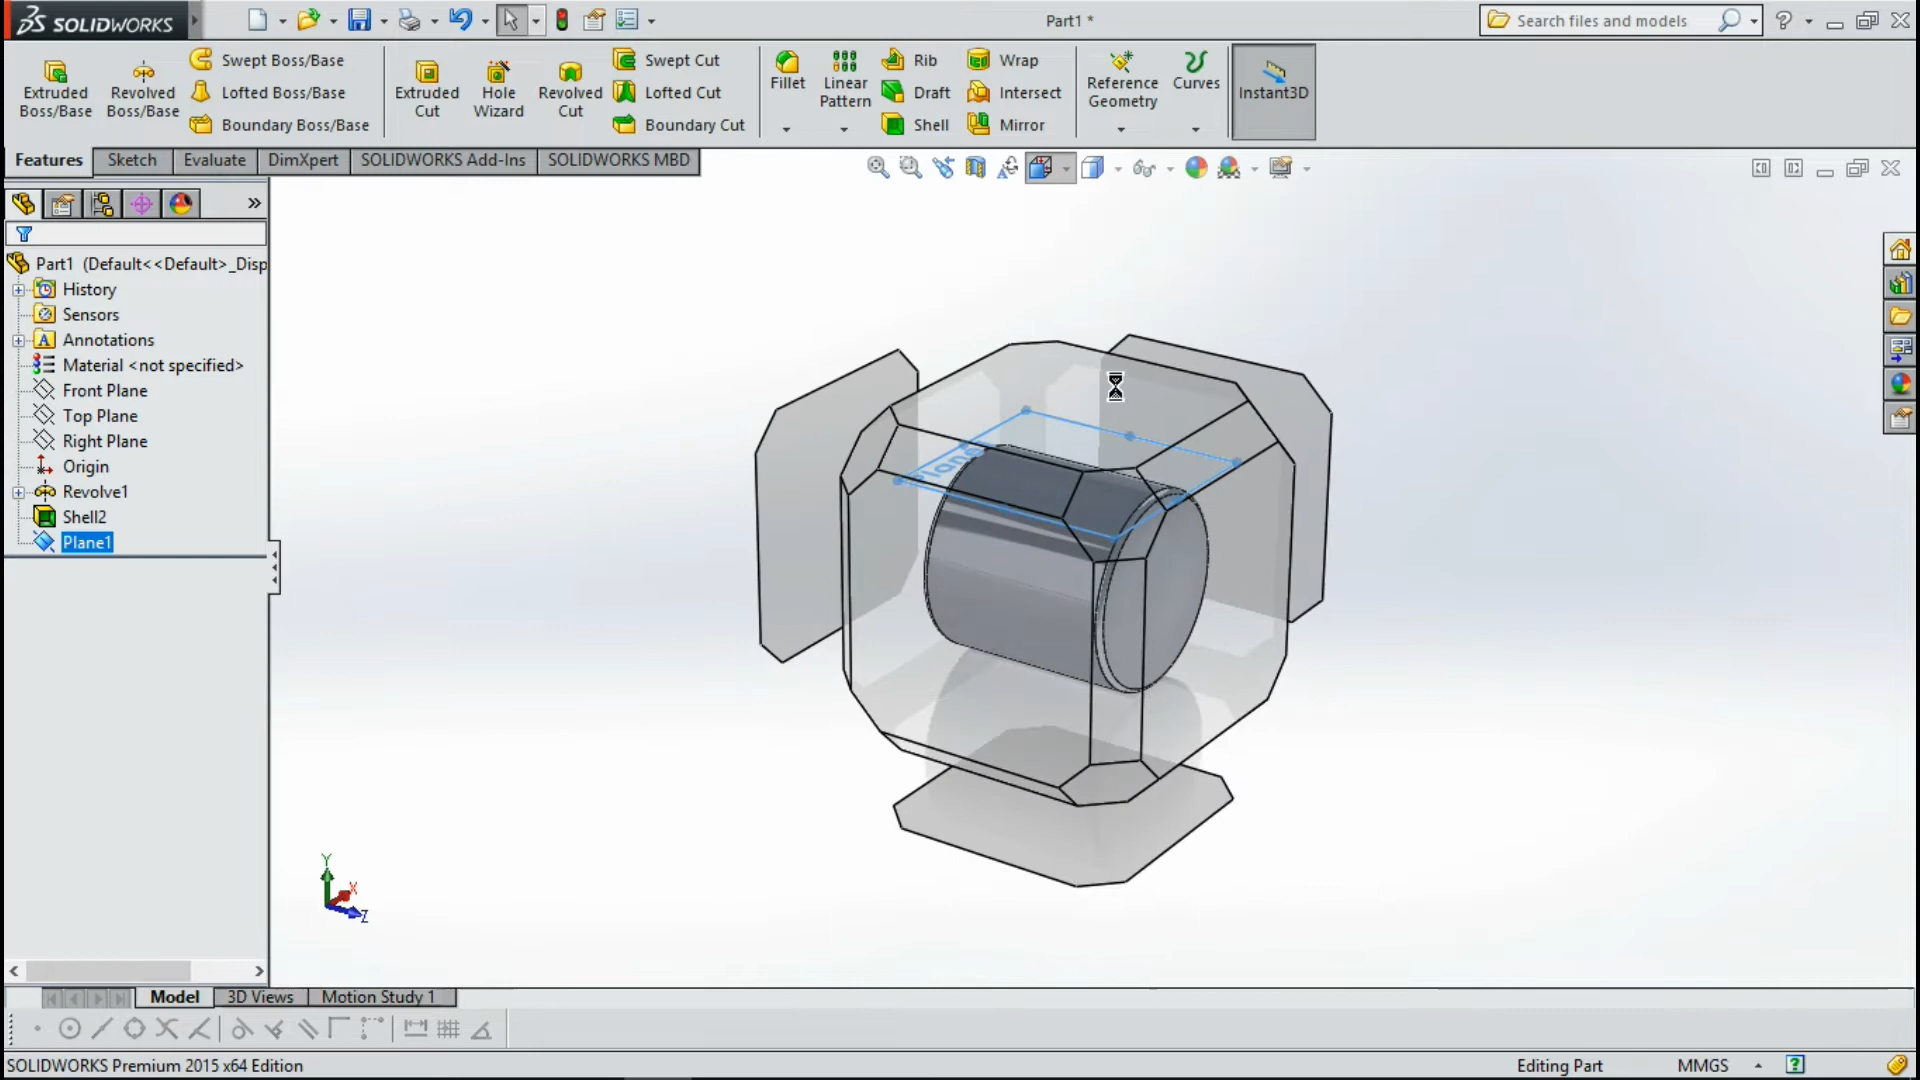 SOLIDWORKS
Part1 *
Search files and models
Extruded Boss/Base
Revolved Boss/Base
Swept Boss/Base
Lofted Boss/Base
Boundary Boss/Base
Extruded Cut
Hole Wizard
Revolved Cut
Swept Cut
Lofted Cut
Boundary Cut
Fillet
Linear Pattern
Rib
Draft
Shell
Wrap
Intersect
Mirror
Reference Geometry
Curves
Instant3D
Features
Sketch
Evaluate
DimXpert
SOLIDWORKS Add-Ins
SOLIDWORKS MBD
Part1 (Default<<Default>_Disp
History
Sensors
Annotations
Material <not specified>
Front Plane
Top Plane
Right Plane
Origin
Revolve1
Shell2
Plane1
Plane
Y
X
Z
Model
3D Views
Motion Study 1
SOLIDWORKS Premium 2015 x64 Edition
Editing Part
MMGS